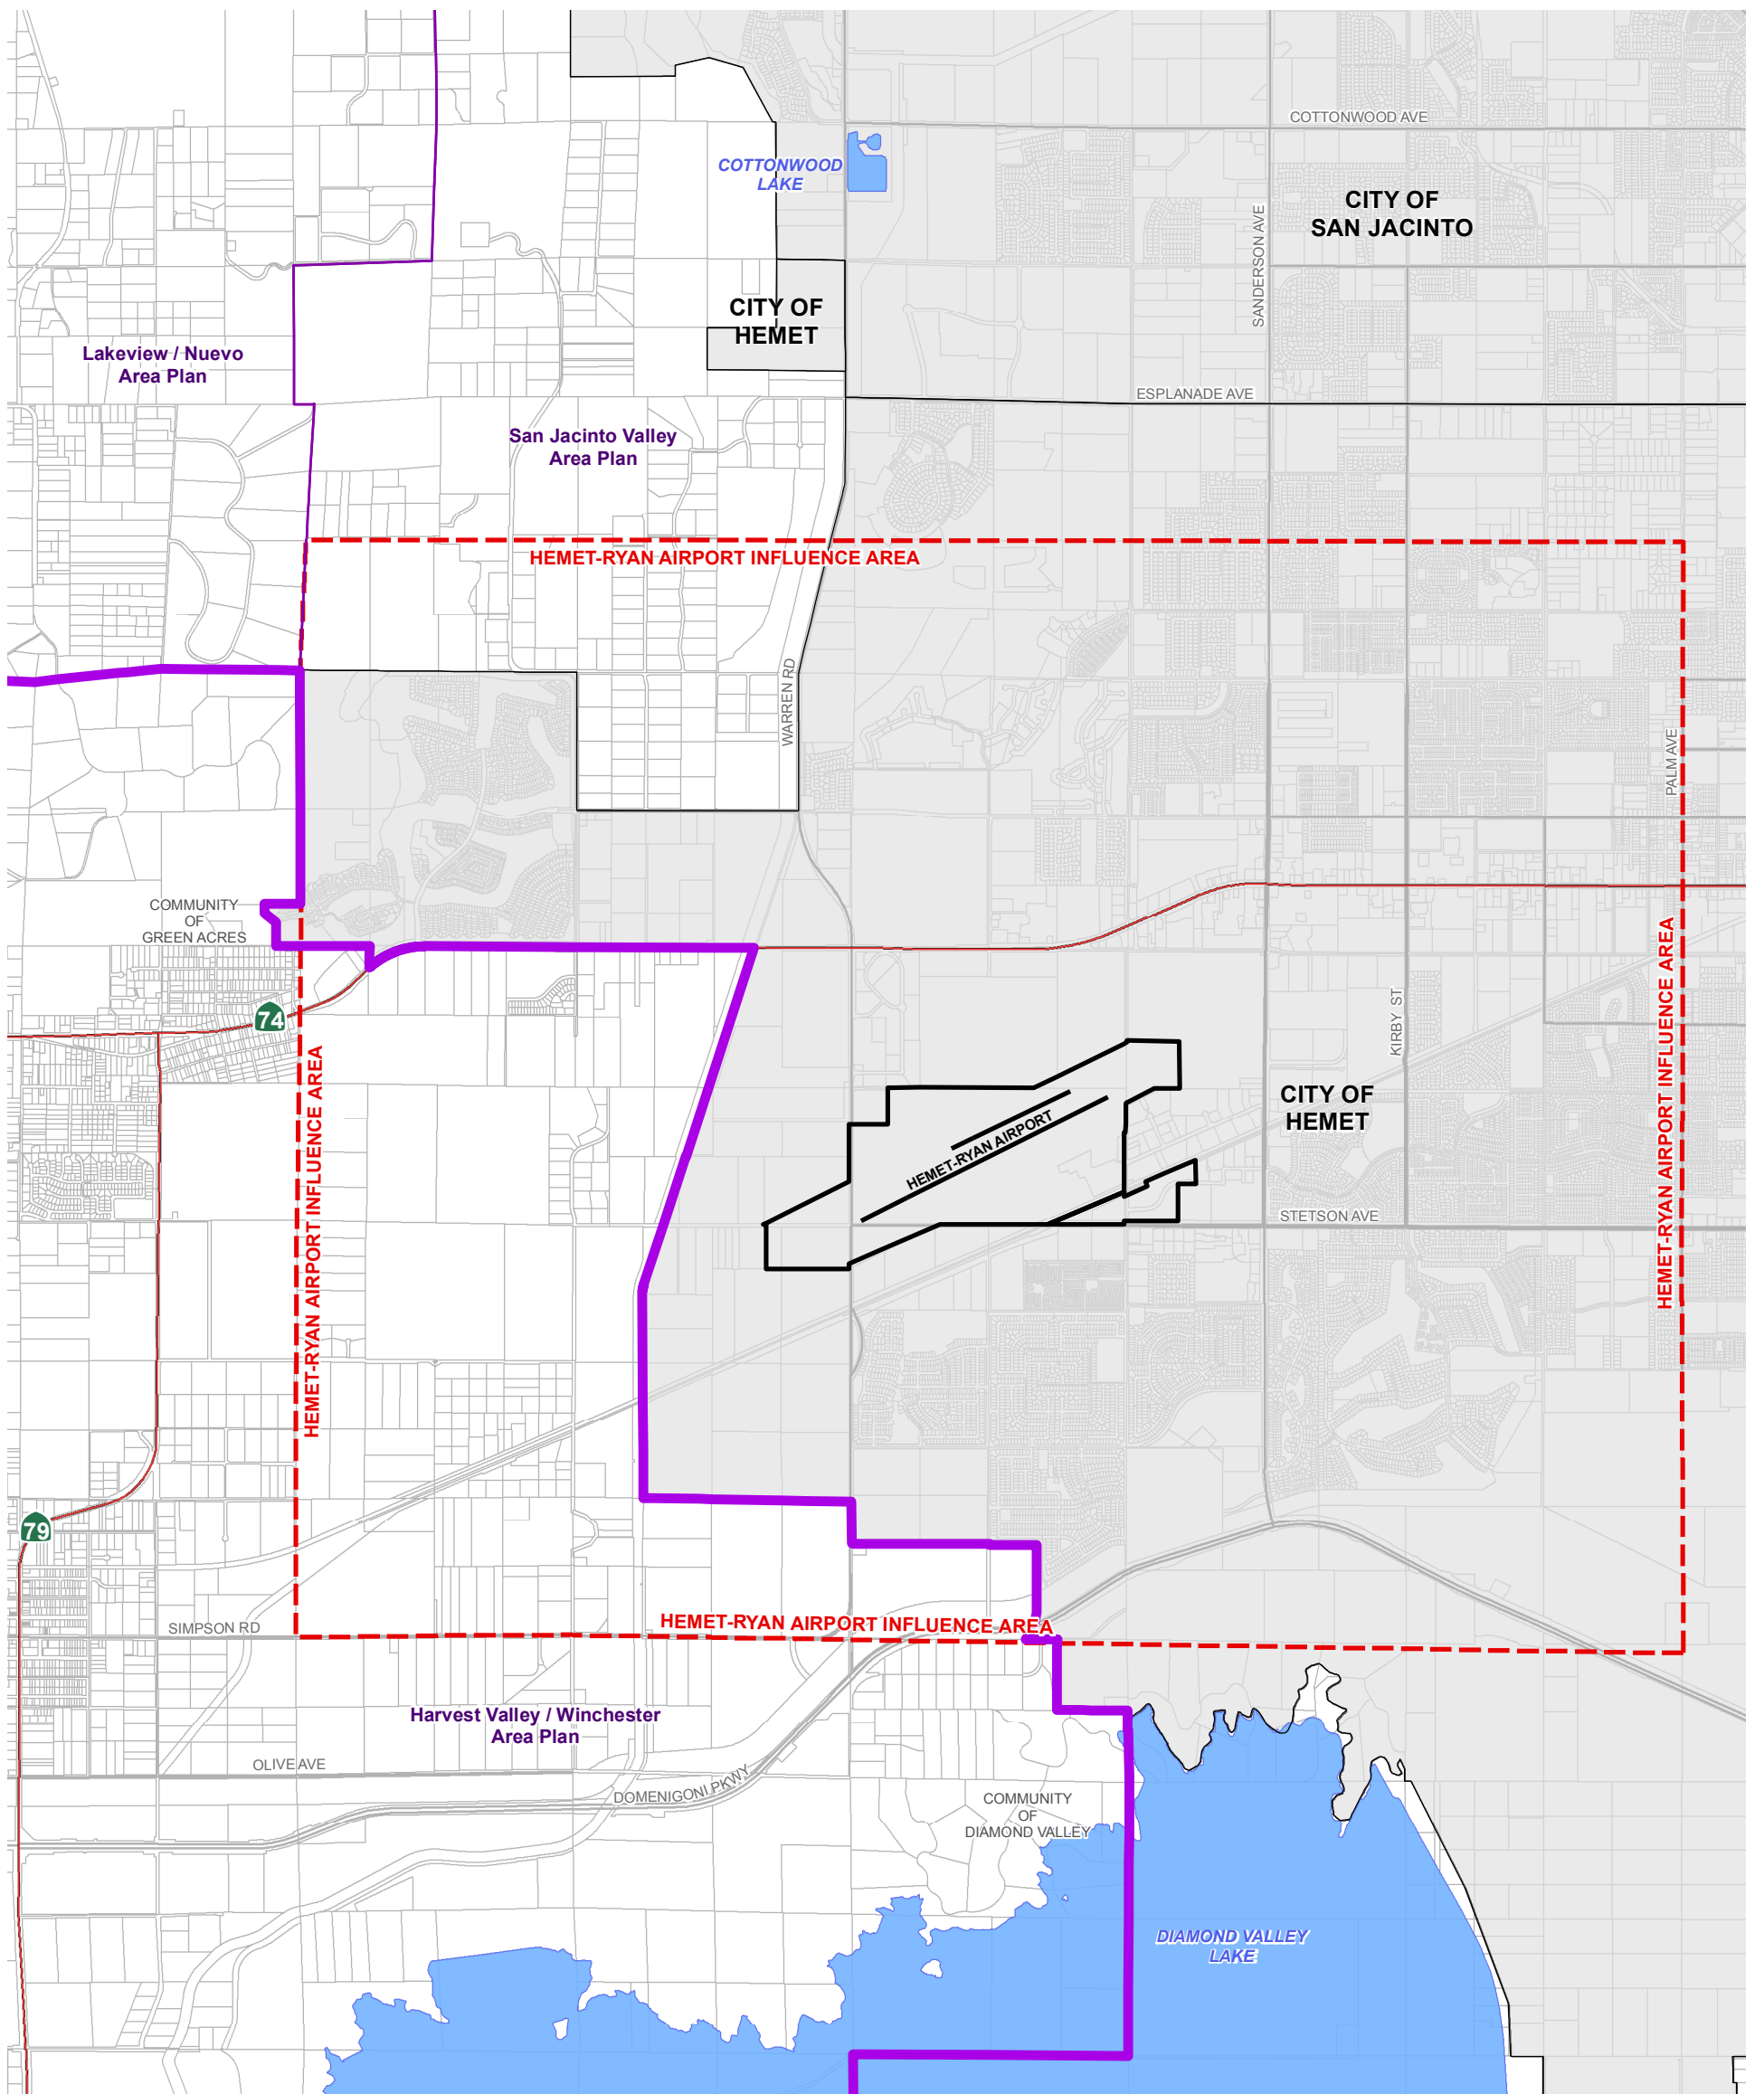 COTTONWOOD AVE
COTTONWOOD
LAKE
CITY OF
SAN JACINTO
SANDERSON AVE
CITY OF
HEMET
Lakeview / Nuevo
Area Plan
ESPLANADE AVE
San Jacinto Valley
Area Plan
HEMET-RYAN AIRPORT INFLUENCE AREA
WARREN RD
PALM AVE
COMMUNITY
OF
GREEN ACRES
74
HEMET-RYAN AIRPORT INFLUENCE AREA
KIRBY ST
HEMET-RYAN AIRPORT INFLUENCE AREA
CITY OF
HEMET
HEMET-RYAN AIRPORT
STETSON AVE
79
SIMPSON RD
HEMET-RYAN AIRPORT INFLUENCE AREA
Harvest Valley / Winchester
Area Plan
OLIVE AVE
DOMENIGONI PKWY
COMMUNITY
OF
DIAMOND VALLEY
DIAMOND VALLEY
LAKE